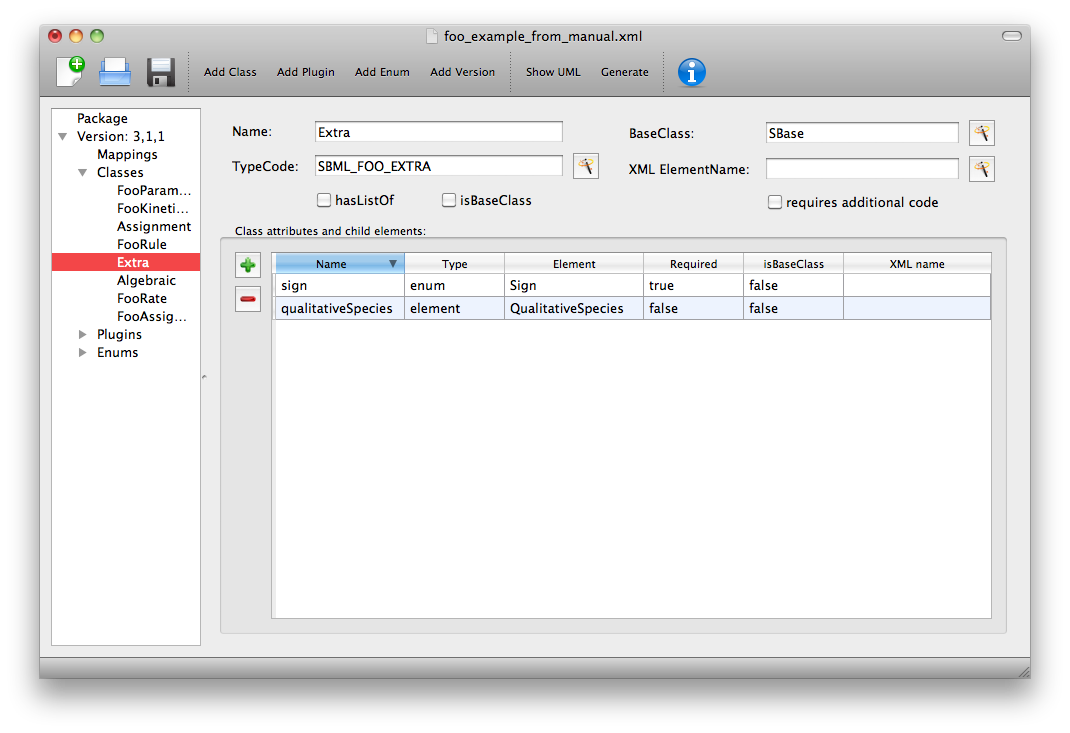 foo_example_from_manual.xml
Add Class Add Plugin Add Enum Add Version Show UML Generate
Package
Version: 3,1,1
Mappings
Classes
FooParam...
FooKineti...
Assignment
FooRule
Extra
Algebraic
FooRate
FooAssig...
Plugins
Enums
Name: Extra BaseClass: SBase
TypeCode: SBML_FOO_EXTRA XML ElementName:
hasListOf isBaseClass requires additional code
Class attributes and child elements:
Name Type Element Required isBaseClass XML name
sign enum Sign true false
qualitativeSpecies element QualitativeSpecies false false